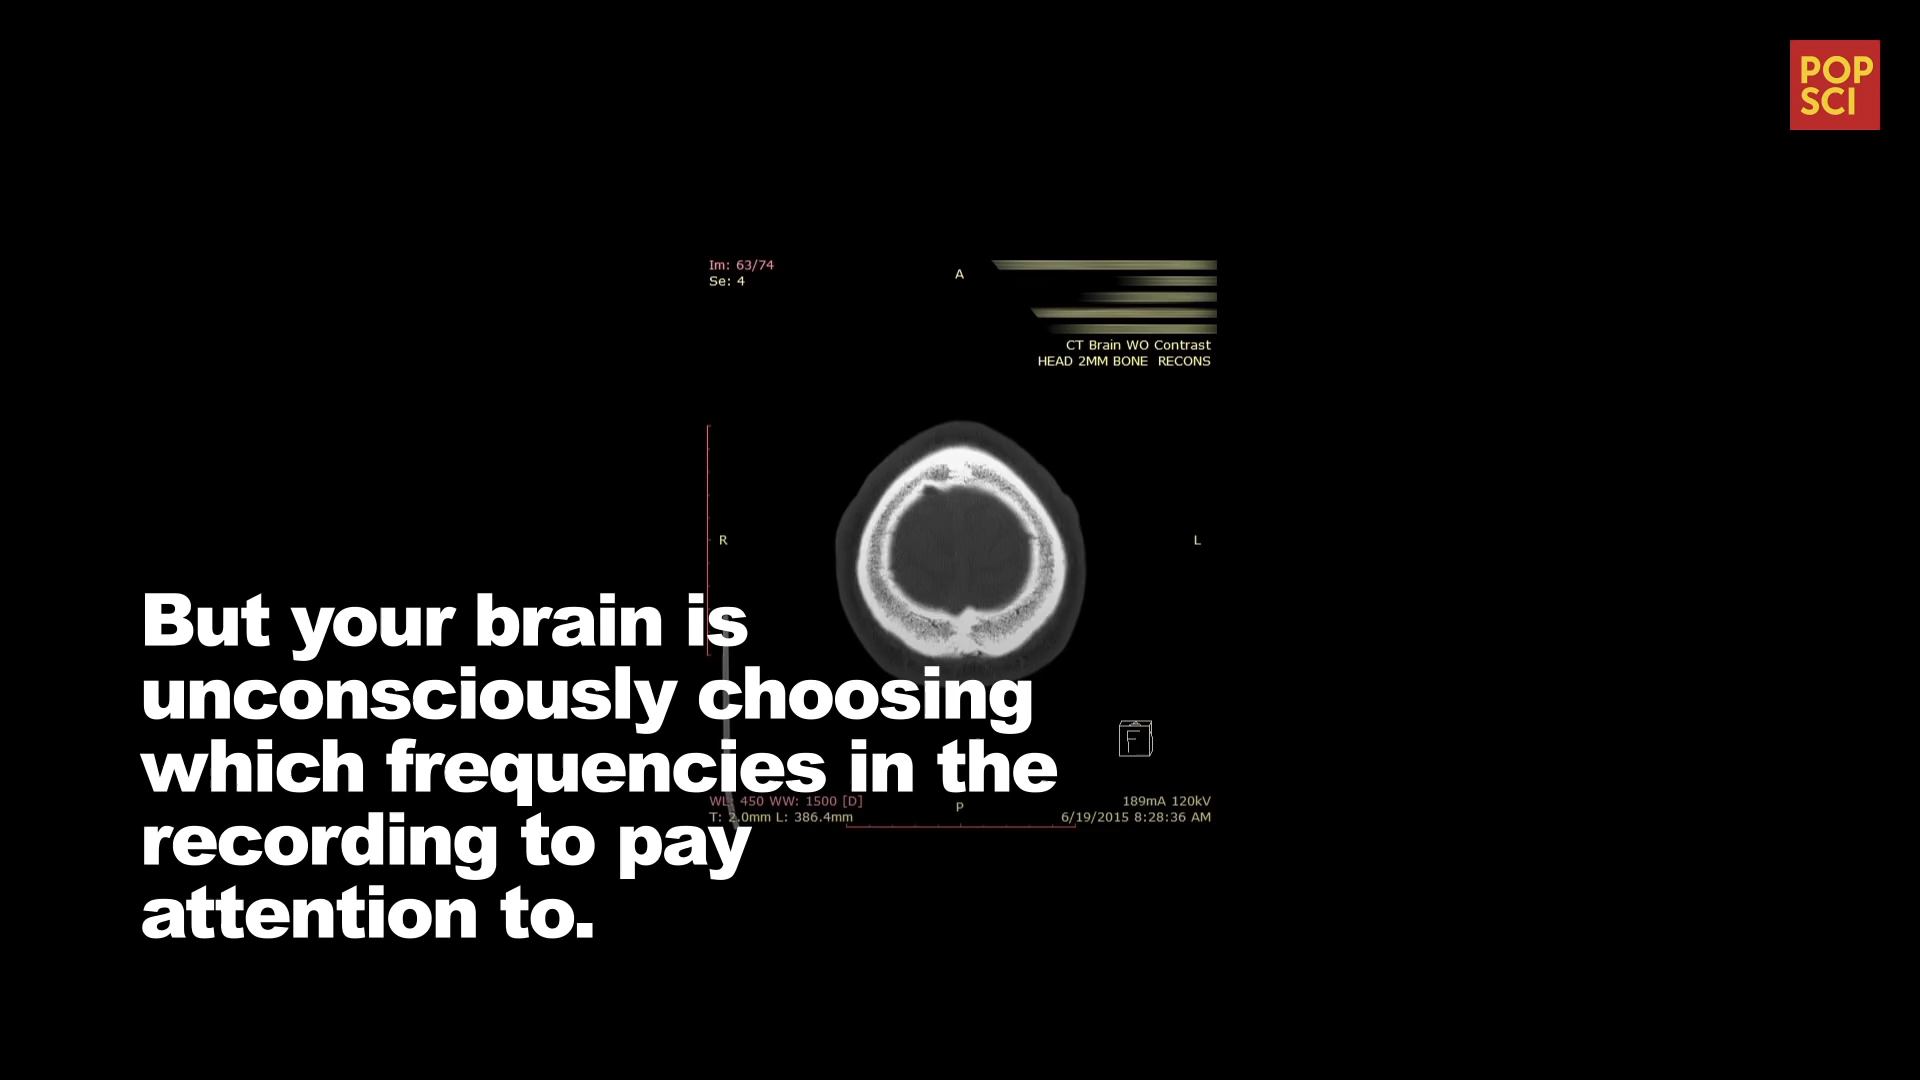 POP
SCI
Im: 63/74
Se: 4
A
CT Brain WO Contrast
HEAD 2MM BONE RECONS
R
L
But your brain is
unconsciously choosing
which frequencies in the
recording to pay
attention to.
F
WL: 450 WW: 1500 [D]
T: 2.0mm L: 386.4mm
P
189mA 120kV
6/19/2015 8:28:36 AM